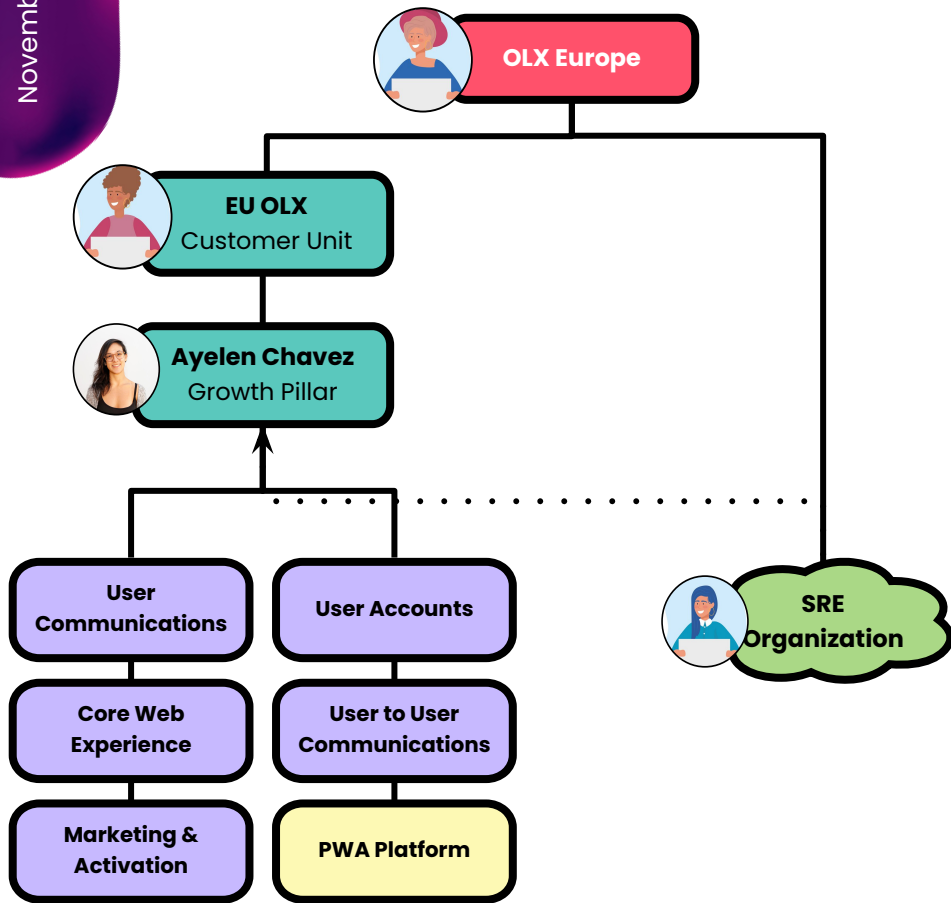 Novemb
OLX Europe
EU OLX
Customer Unit
Ayelen Chavez
Growth Pillar
User
Communications
User Accounts
SRE
Organization
Core Web
Experience
User to User
Communications
Marketing &
Activation
PWA Platform